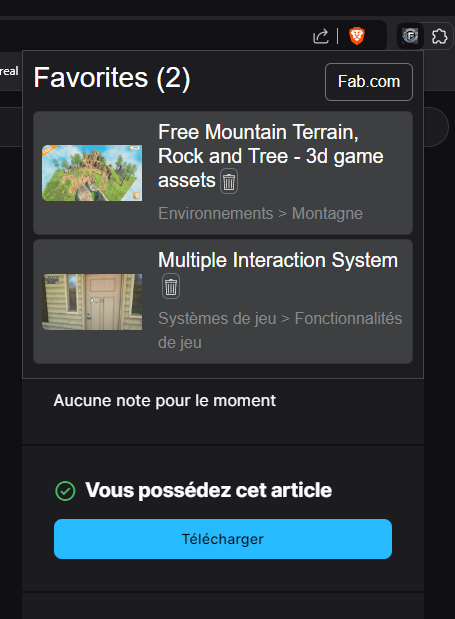 real
Favorites (2)
Fab.com
Free Mountain Terrain,
Rock and Tree - 3d game
assets
Environnements > Montagne
Multiple Interaction System
Systèmes de jeu > Fonctionnalités
de jeu
Aucune note pour le moment
Vous possédez cet article
Télécharger